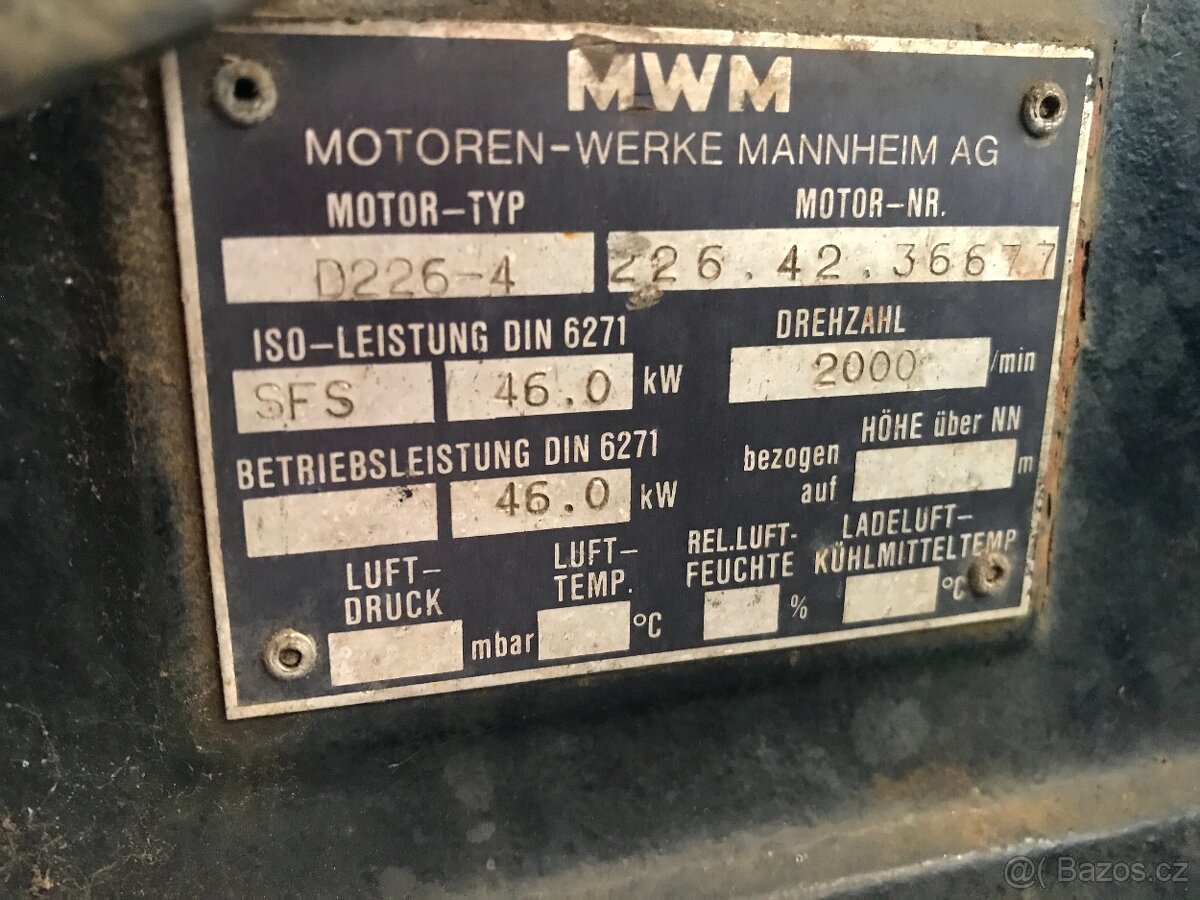 MWM
MOTOREN-WERKE MANNHEIM AG
MOTOR-TYP MOTOR-NR.
D226-4 226.42.36677
ISO-LEISTUNG DIN 6271 DREHZAHL
SFS 46.0 kW 2000 /min
BETRIEBSLEISTUNG DIN 6271 bezogen auf HÖHE über NN
46.0 kW m
LUFT-DRUCK mbar
LUFT-TEMP. °C
REL.LUFT-FEUCHTE %
LADELUFT-KÜHLMITTELTEMP °C
@( Bazos.cz